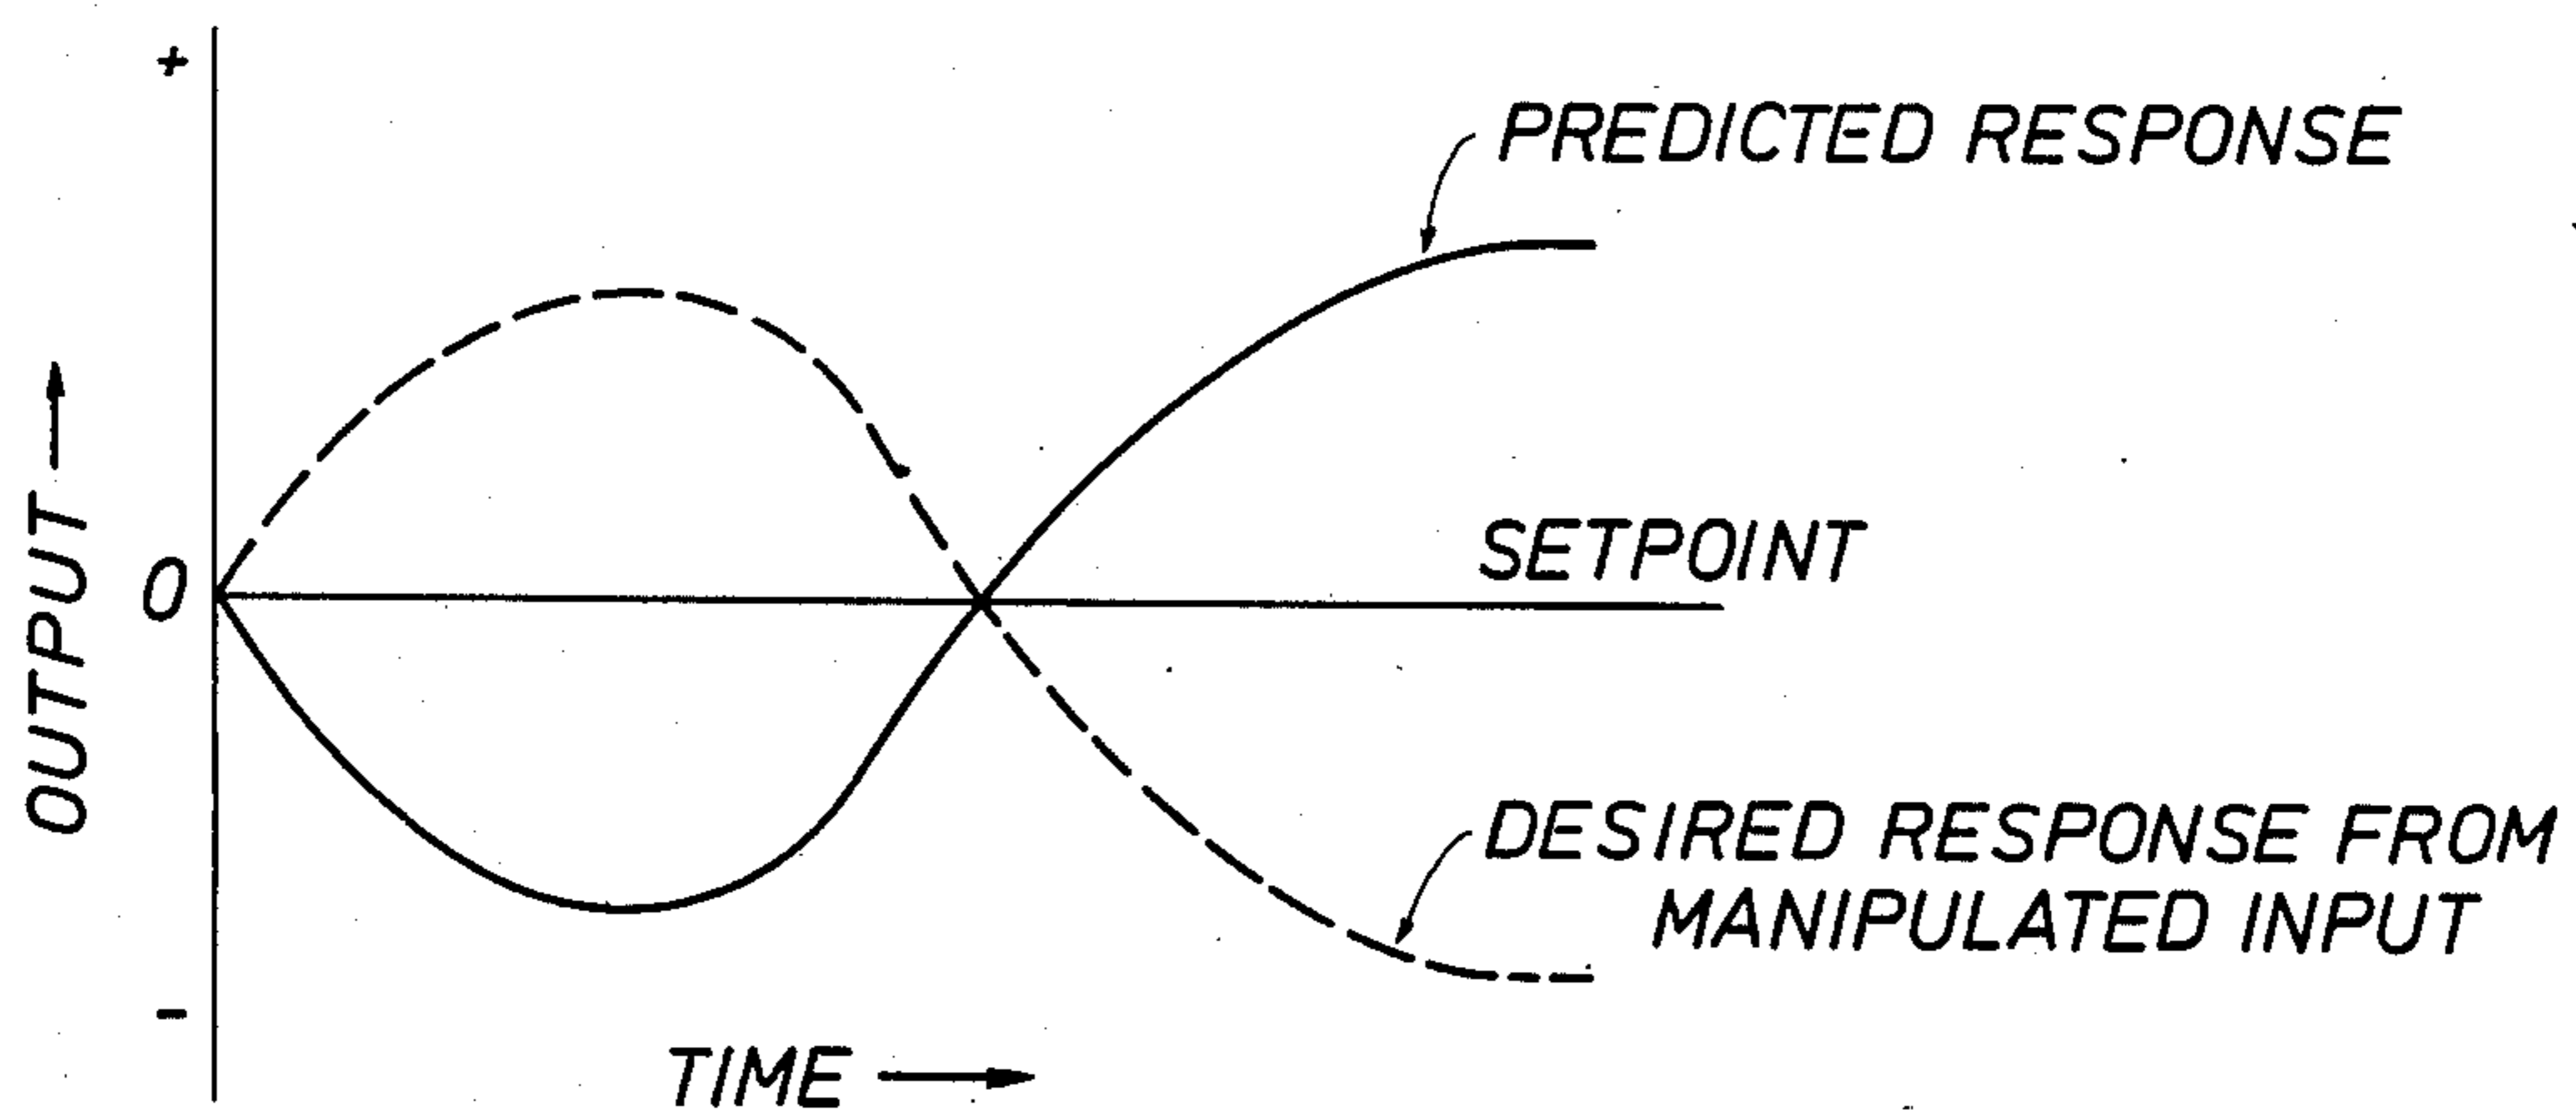 +
PREDICTED RESPONSE
OUTPUT
0
SETPOINT
DESIRED RESPONSE FROM
MANIPULATED INPUT
-
TIME